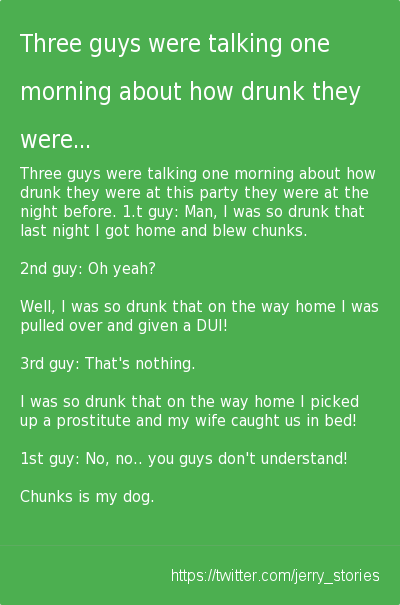 Three guys were talking one
morning about how drunk they
were...
Three guys were talking one morning about how
drunk they were at this party they were at the
night before. 1.t guy: Man, I was so drunk that
last night I got home and blew chunks.
2nd guy: Oh yeah?
Well, I was so drunk that on the way home I was
pulled over and given a DUI!
3rd guy: That's nothing.
I was so drunk that on the way home I picked
up a prostitute and my wife caught us in bed!
1st guy: No, no.. you guys don't understand!
Chunks is my dog.
https://twitter.com/jerry_stories